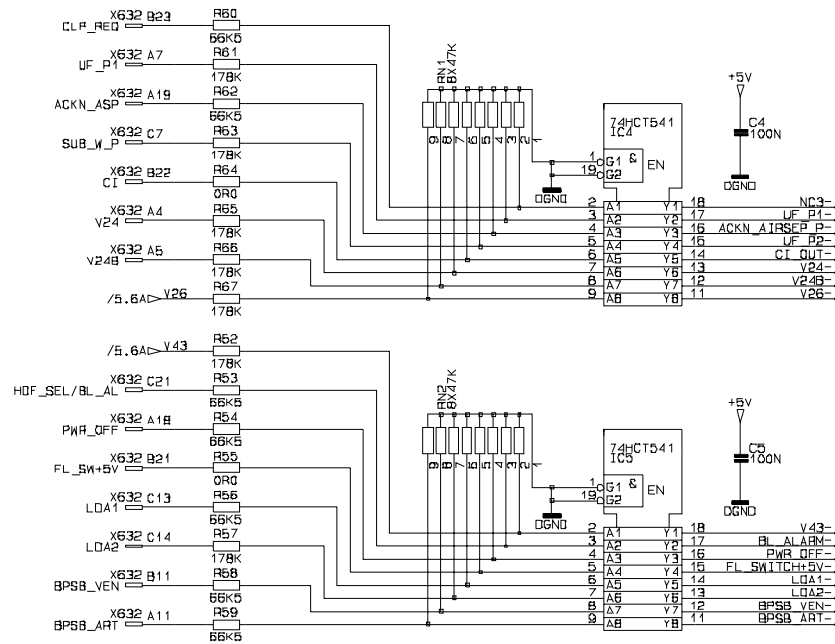 CLP_REQ X632 B23 R60 66K5
UF_P1 X632 A7 R61 178K
ACKN_ASP X632 A19 R62 66K5
SUB_W_P X632 C7 R63 178K
CI X632 B22 R64 0R0
V24 X632 A4 R65 178K
V24B X632 A5 R66 178K
/5.6A V26 R67 178K
RN1 8X47K
9 8 7 6 5 4 3 2 1
74HCT541
IC4
1 G1 & EN
19 G2
DGND
+5V
C4
100N
DGND
2 A1 Y1 18 NC3-
3 A2 Y2 17 UF_P1-
4 A3 Y3 16 ACKN_AIRSEP_P-
5 A4 Y4 15 UF_P2-
6 A5 Y5 14 CI_OUT-
7 A6 Y6 13 V24-
8 A7 Y7 12 V24B-
9 A8 Y8 11 V26-
/5.6A V43 R52 178K
HDF_SEL/BL_AL X632 C21 R53 66K5
PWR_OFF X632 A18 R54 66K5
FL_SW+5V X632 B21 R55 0R0
LDA1 X632 C13 R56 66K5
LDA2 X632 C14 R57 178K
BPSB_VEN X632 B11 R58 66K5
BPSB_ART X632 A11 R59 66K5
RN2 8X47K
9 8 7 6 5 4 3 2 1
74HCT541
IC5
1 G1 & EN
19 G2
DGND
+5V
C5
100N
DGND
2 A1 Y1 18 V43-
3 A2 Y2 17 BL_ALARM-
4 A3 Y3 16 PWR_OFF-
5 A4 Y4 15 FL_SWITCH+5V-
6 A5 Y5 14 LDA1-
7 A6 Y6 13 LDA2-
8 A7 Y7 12 BPSB_VEN-
9 A8 Y8 11 BPSB_ART-